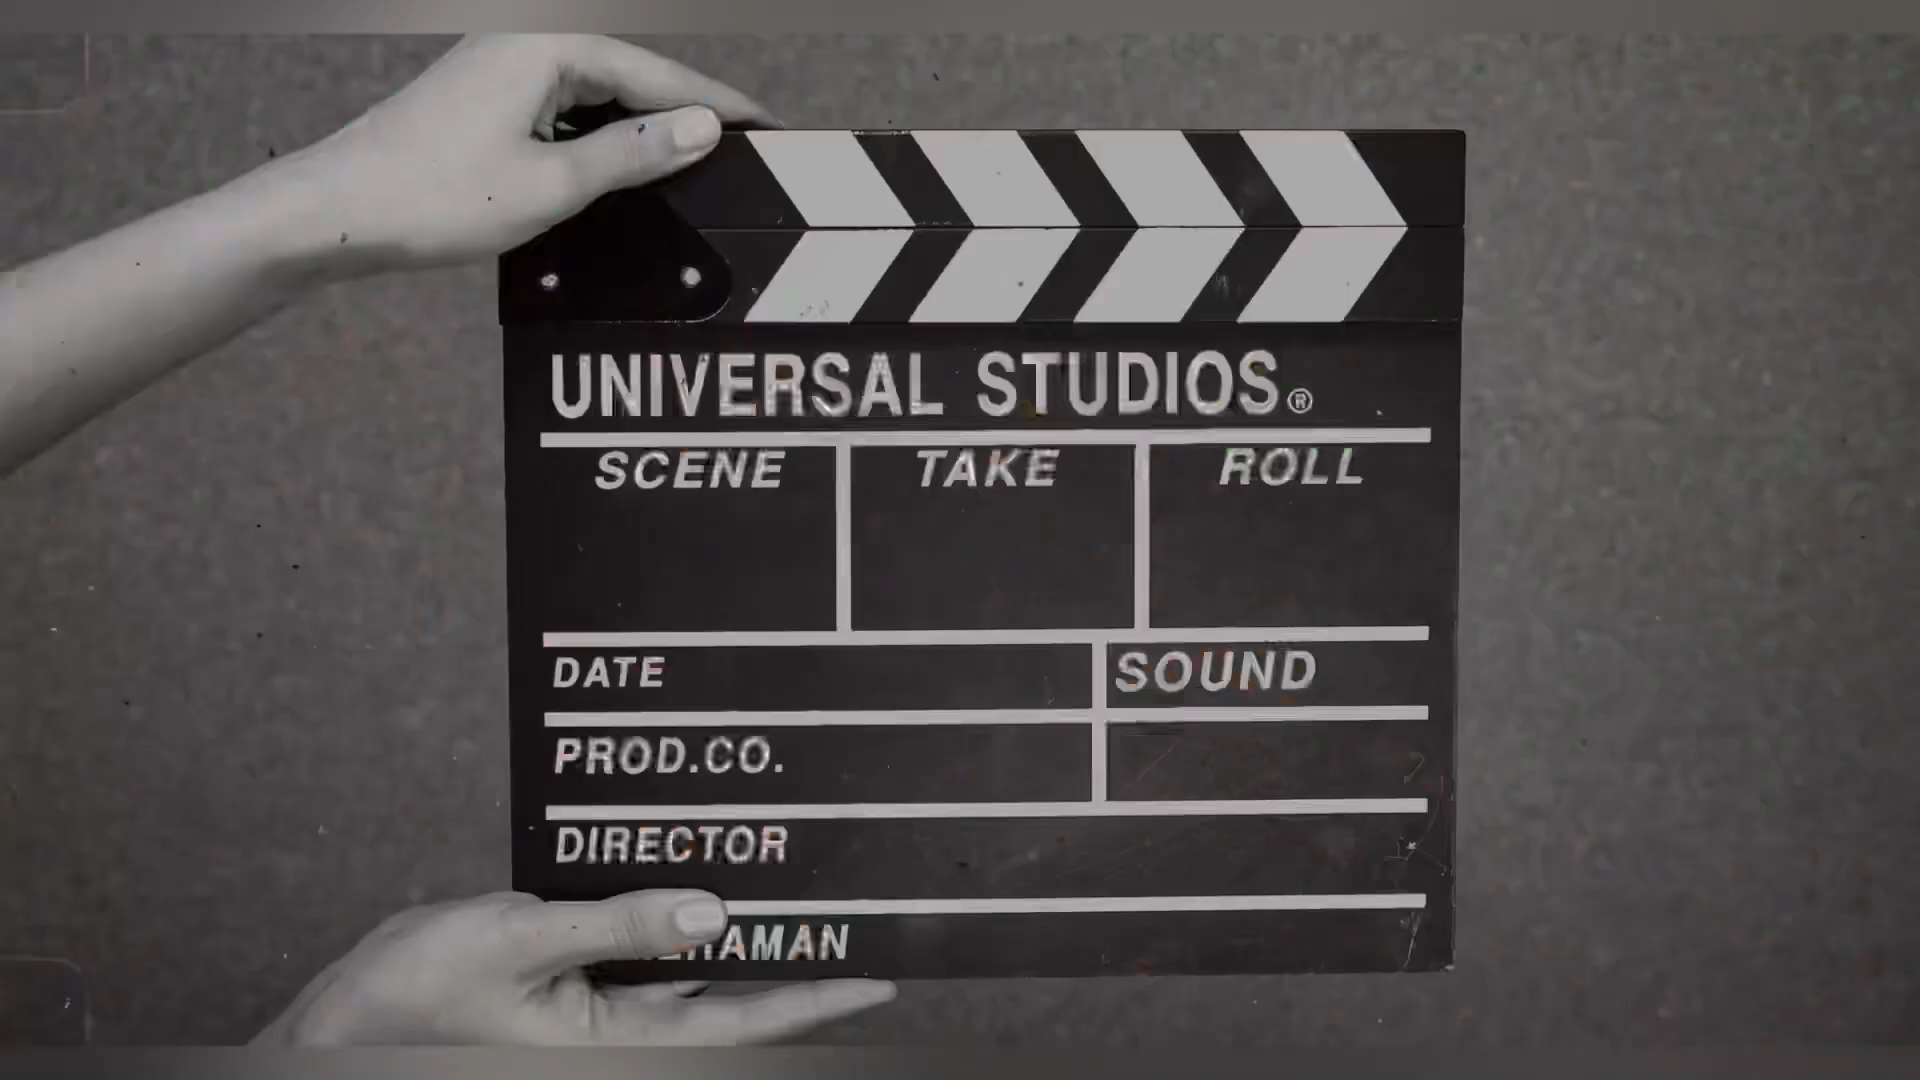 UNIVERSAL STUDIOS®
SCENE TAKE ROLL
DATE SOUND
PROD.CO.
DIRECTOR